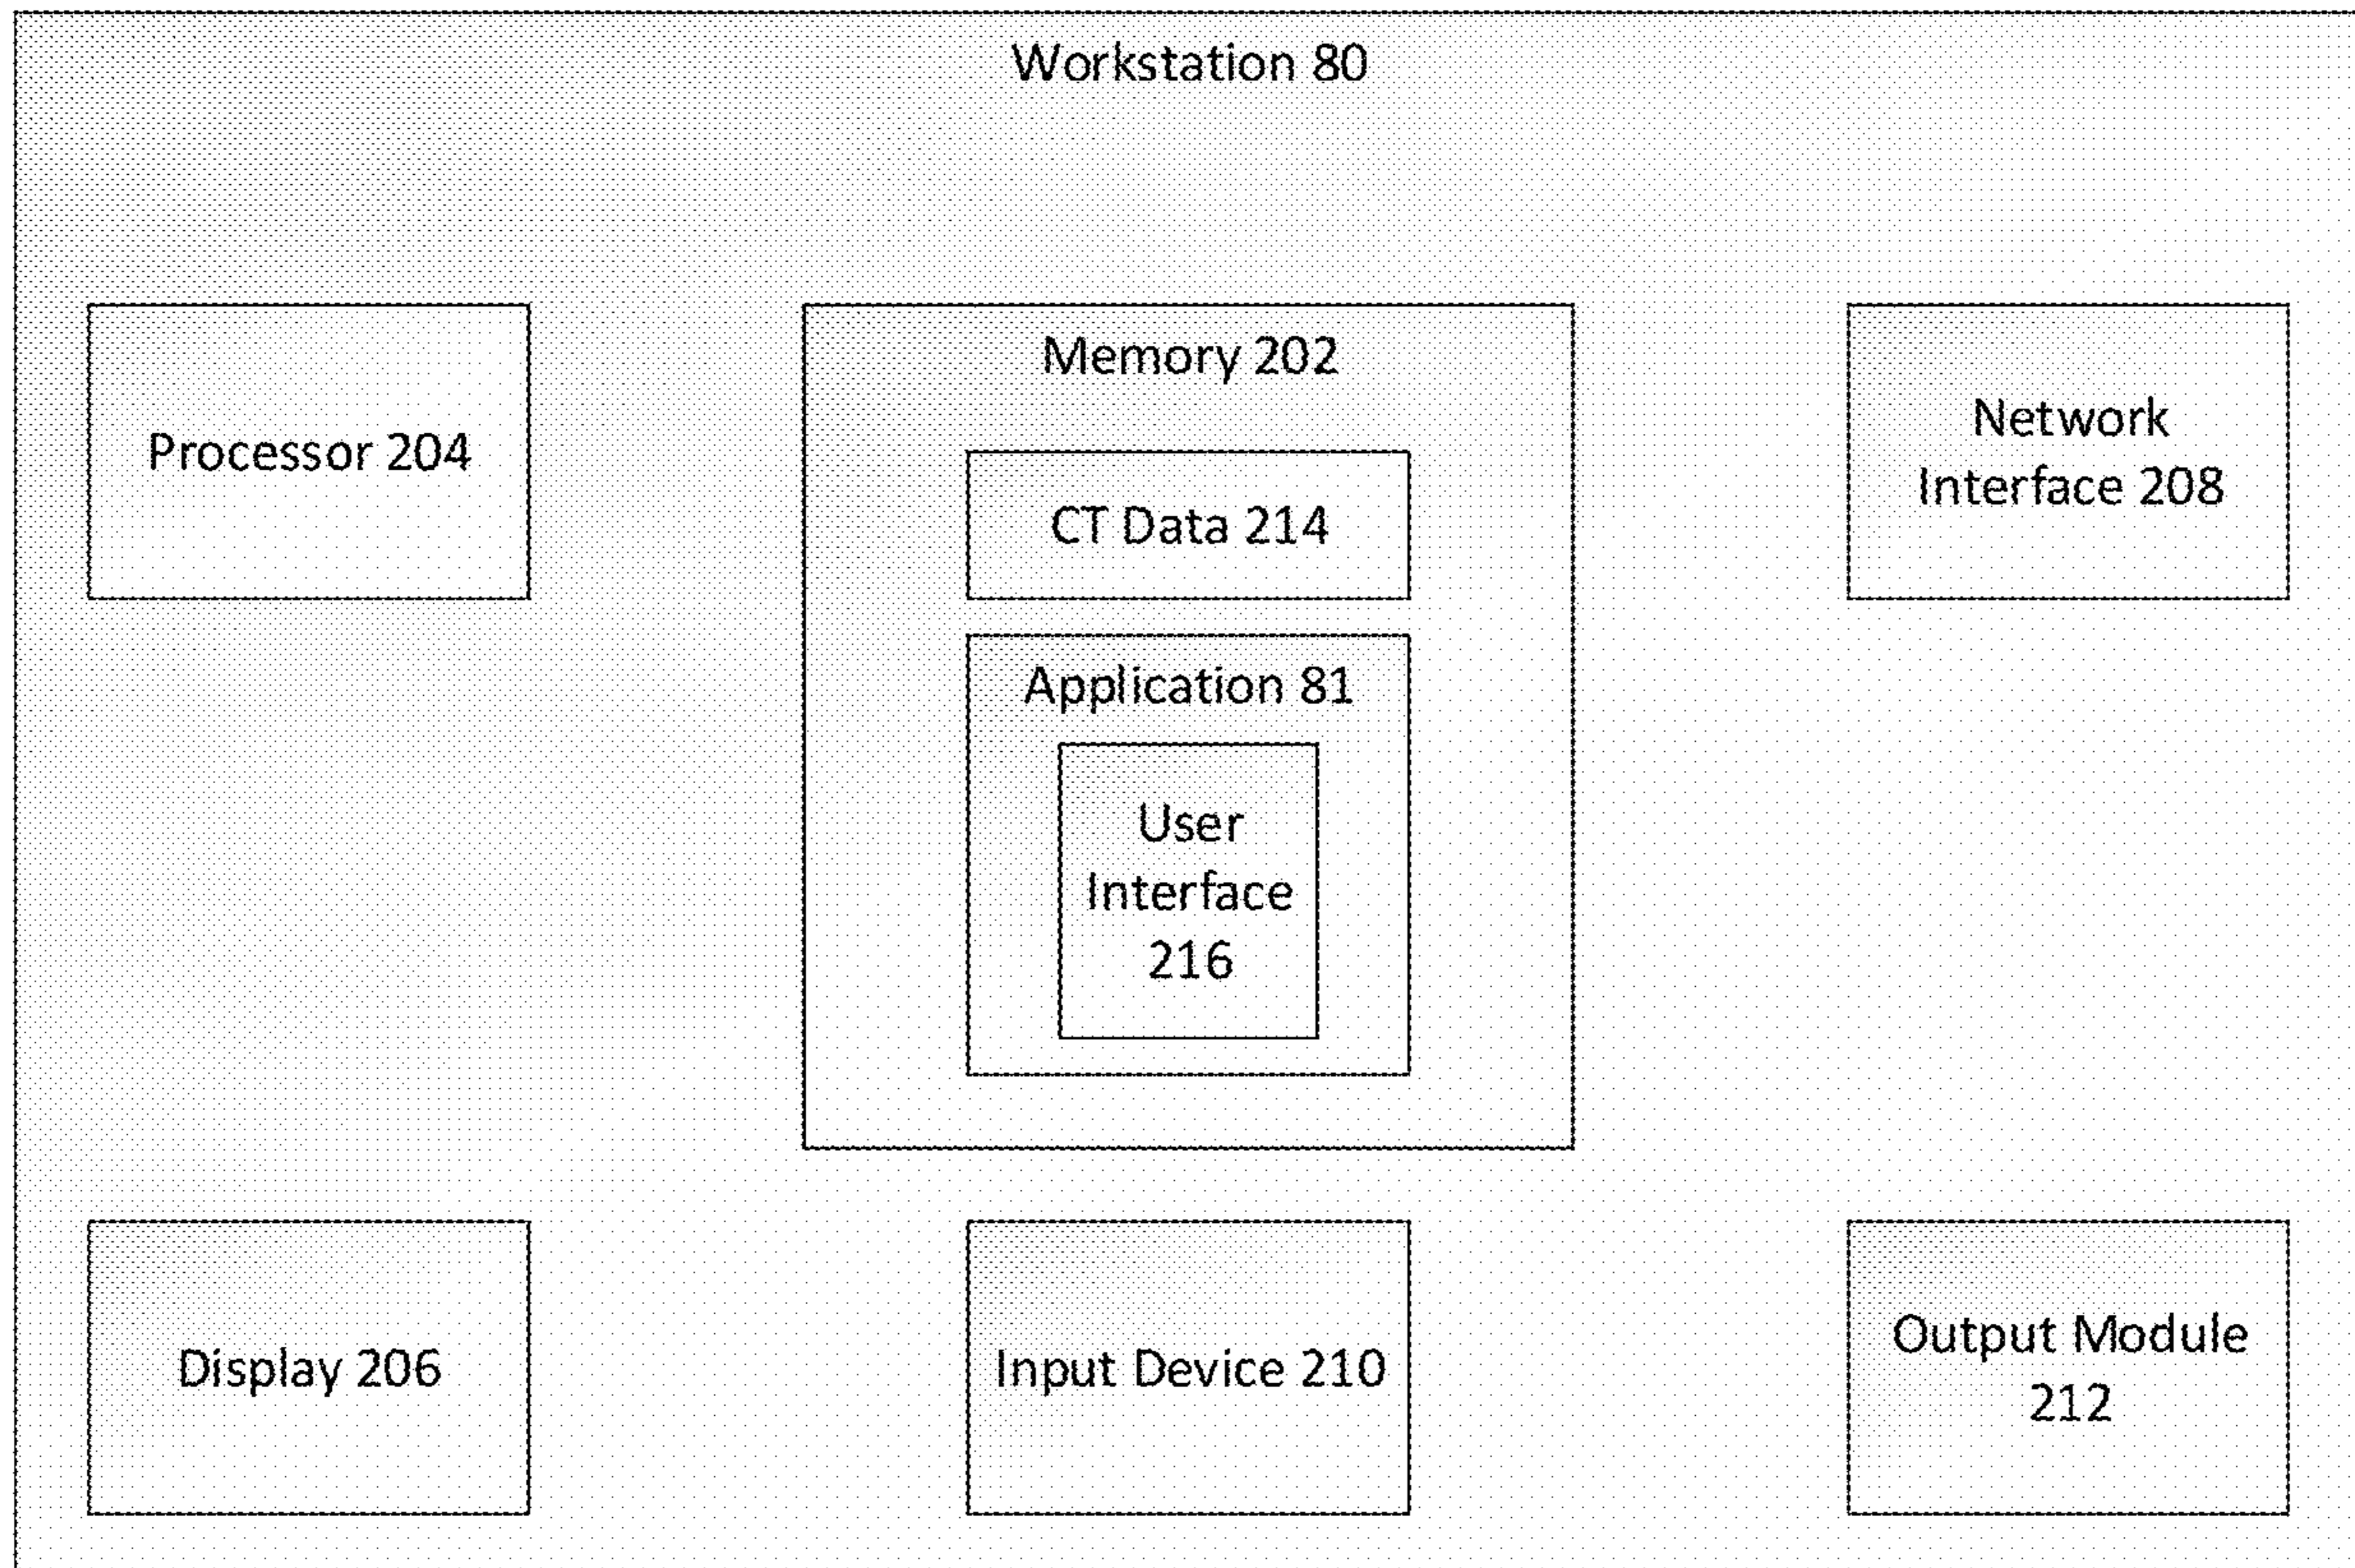 Workstation 80
Processor 204
Memory 202
CT Data 214
Application 81
User
Interface
216
Network
Interface 208
Display 206
Input Device 210
Output Module
212